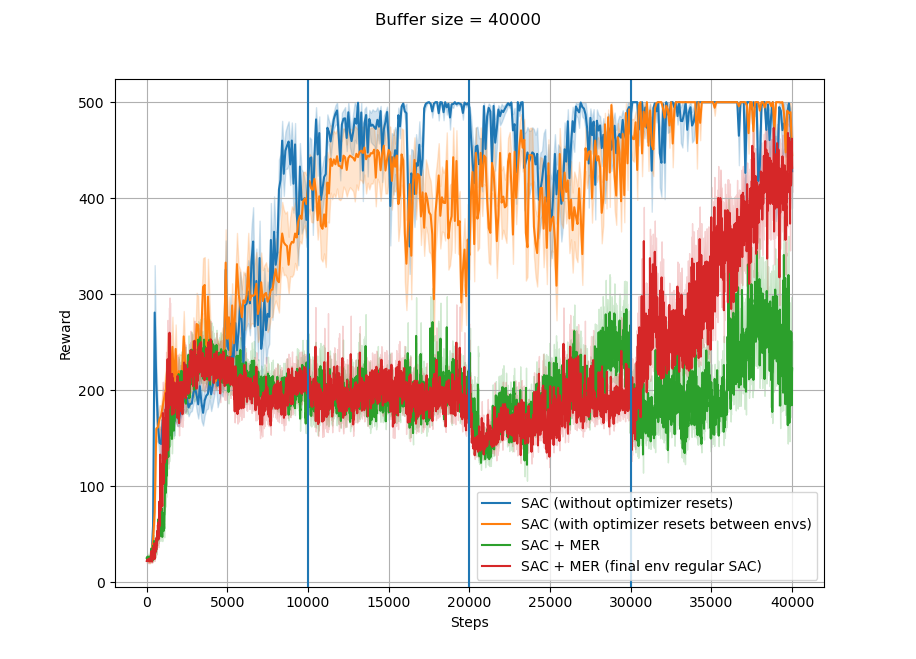 Buffer size = 40000
500
400
300
200
100
0
Reward
SAC (without optimizer resets)
SAC (with optimizer resets between envs)
SAC + MER
SAC + MER (final env regular SAC)
0 5000 10000 15000 20000 25000 30000 35000 40000
Steps